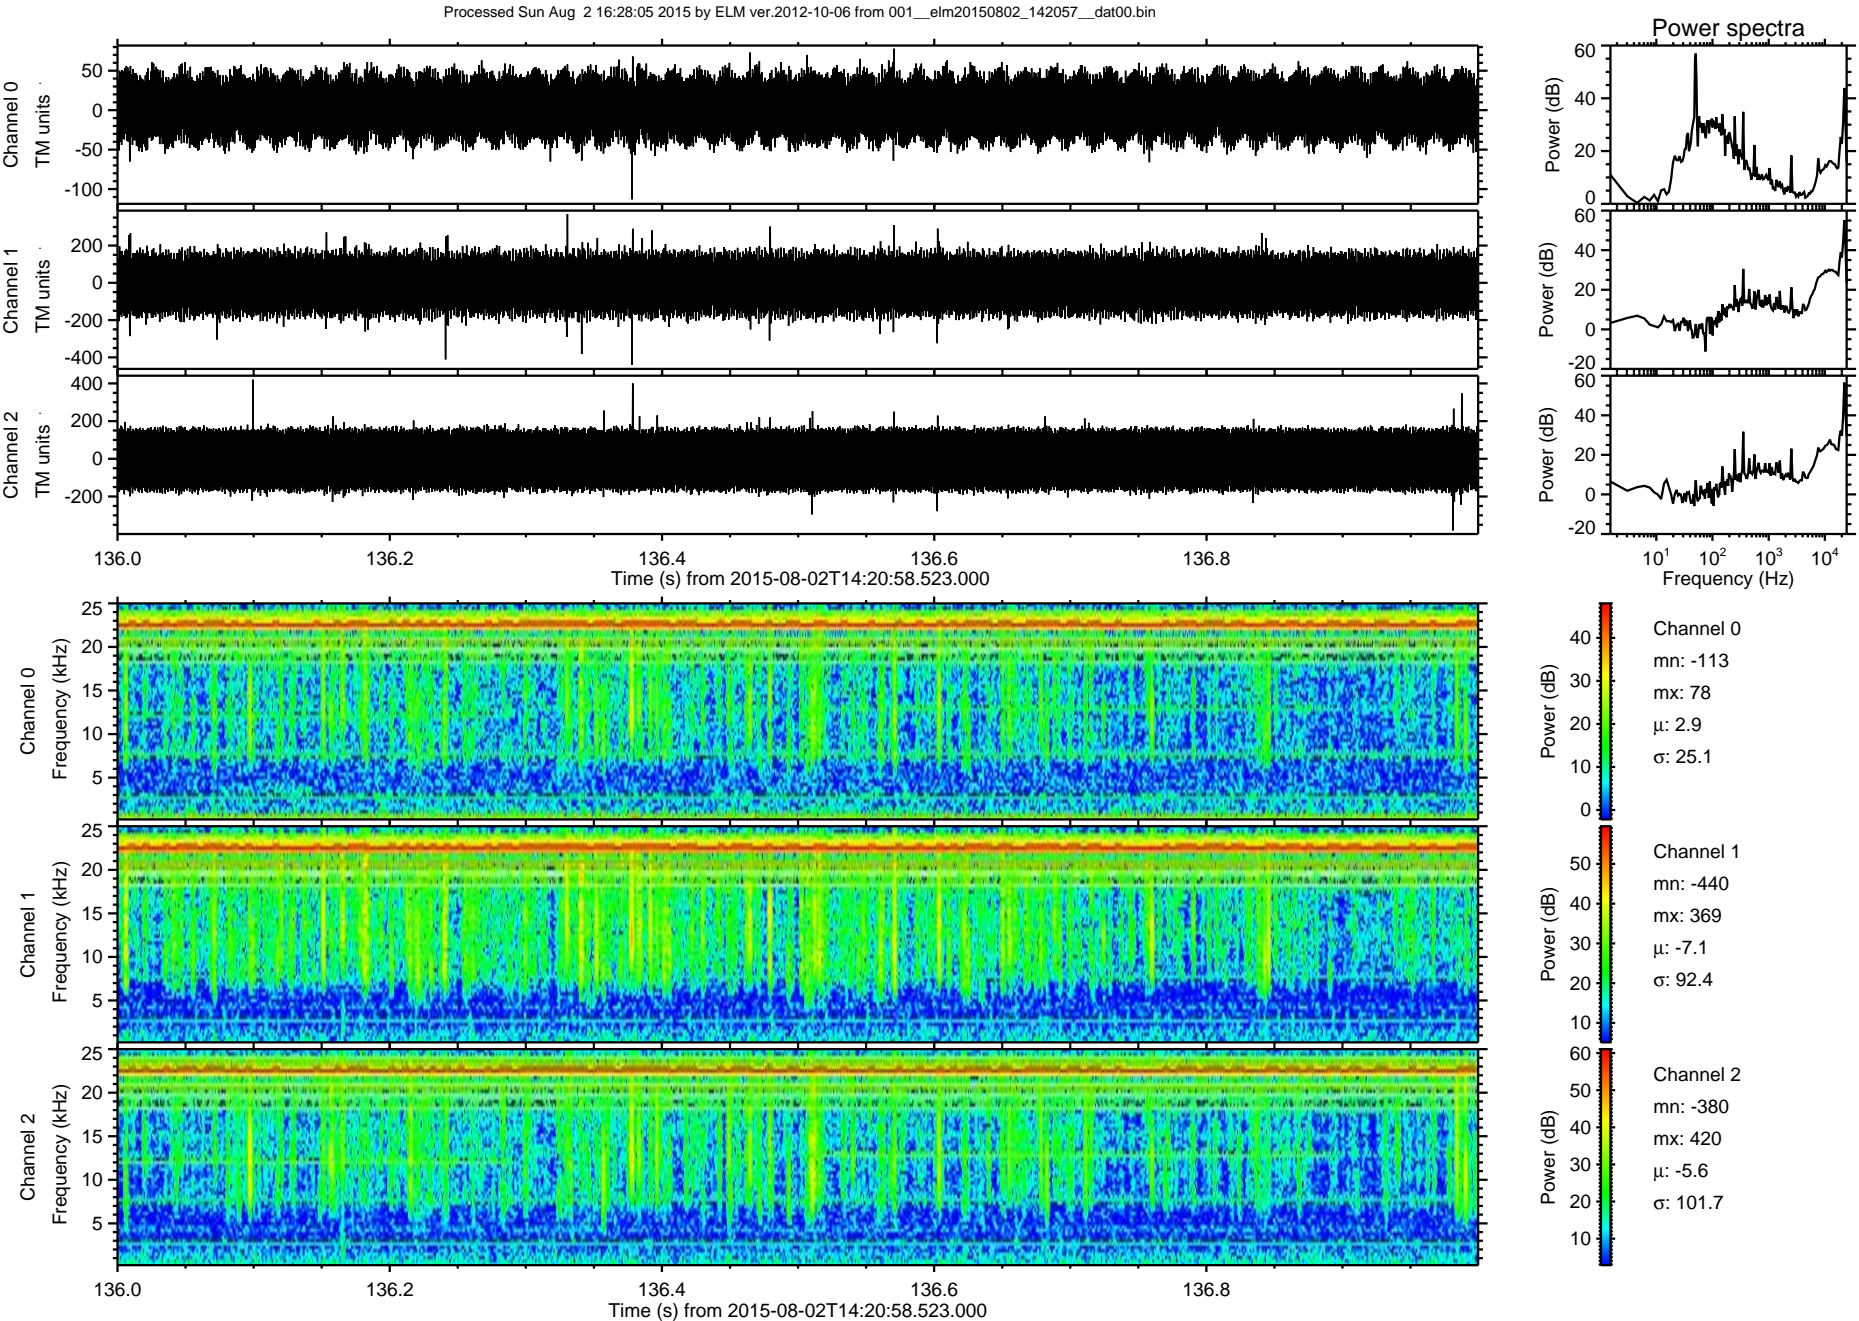 Processed Sun Aug  2 16:28:05 2015 by ELM ver.2012-10-06 from 001__elm20150802_142057__dat00.bin
Power spectra
Channel 0
TM units
50
0
-50
-100
Power (dB)
60
40
20
0
Channel 1
TM units
200
0
-200
-400
Power (dB)
60
40
20
0
-20
Channel 2
TM units
400
200
0
-200
Power (dB)
60
40
20
0
-20
136.0 136.2 136.4 136.6 136.8
Time (s) from 2015-08-02T14:20:58.523.000
10^1 10^2 10^3 10^4
Frequency (Hz)
Channel 0
Frequency (kHz)
25
20
15
10
5
Power (dB)
40
30
20
10
0
Channel 0
mn: -113
mx: 78
μ: 2.9
σ: 25.1
Channel 1
Frequency (kHz)
25
20
15
10
5
Power (dB)
50
40
30
20
10
Channel 1
mn: -440
mx: 369
μ: -7.1
σ: 92.4
Channel 2
Frequency (kHz)
25
20
15
10
5
Power (dB)
60
50
40
30
20
10
Channel 2
mn: -380
mx: 420
μ: -5.6
σ: 101.7
136.0 136.2 136.4 136.6 136.8
Time (s) from 2015-08-02T14:20:58.523.000